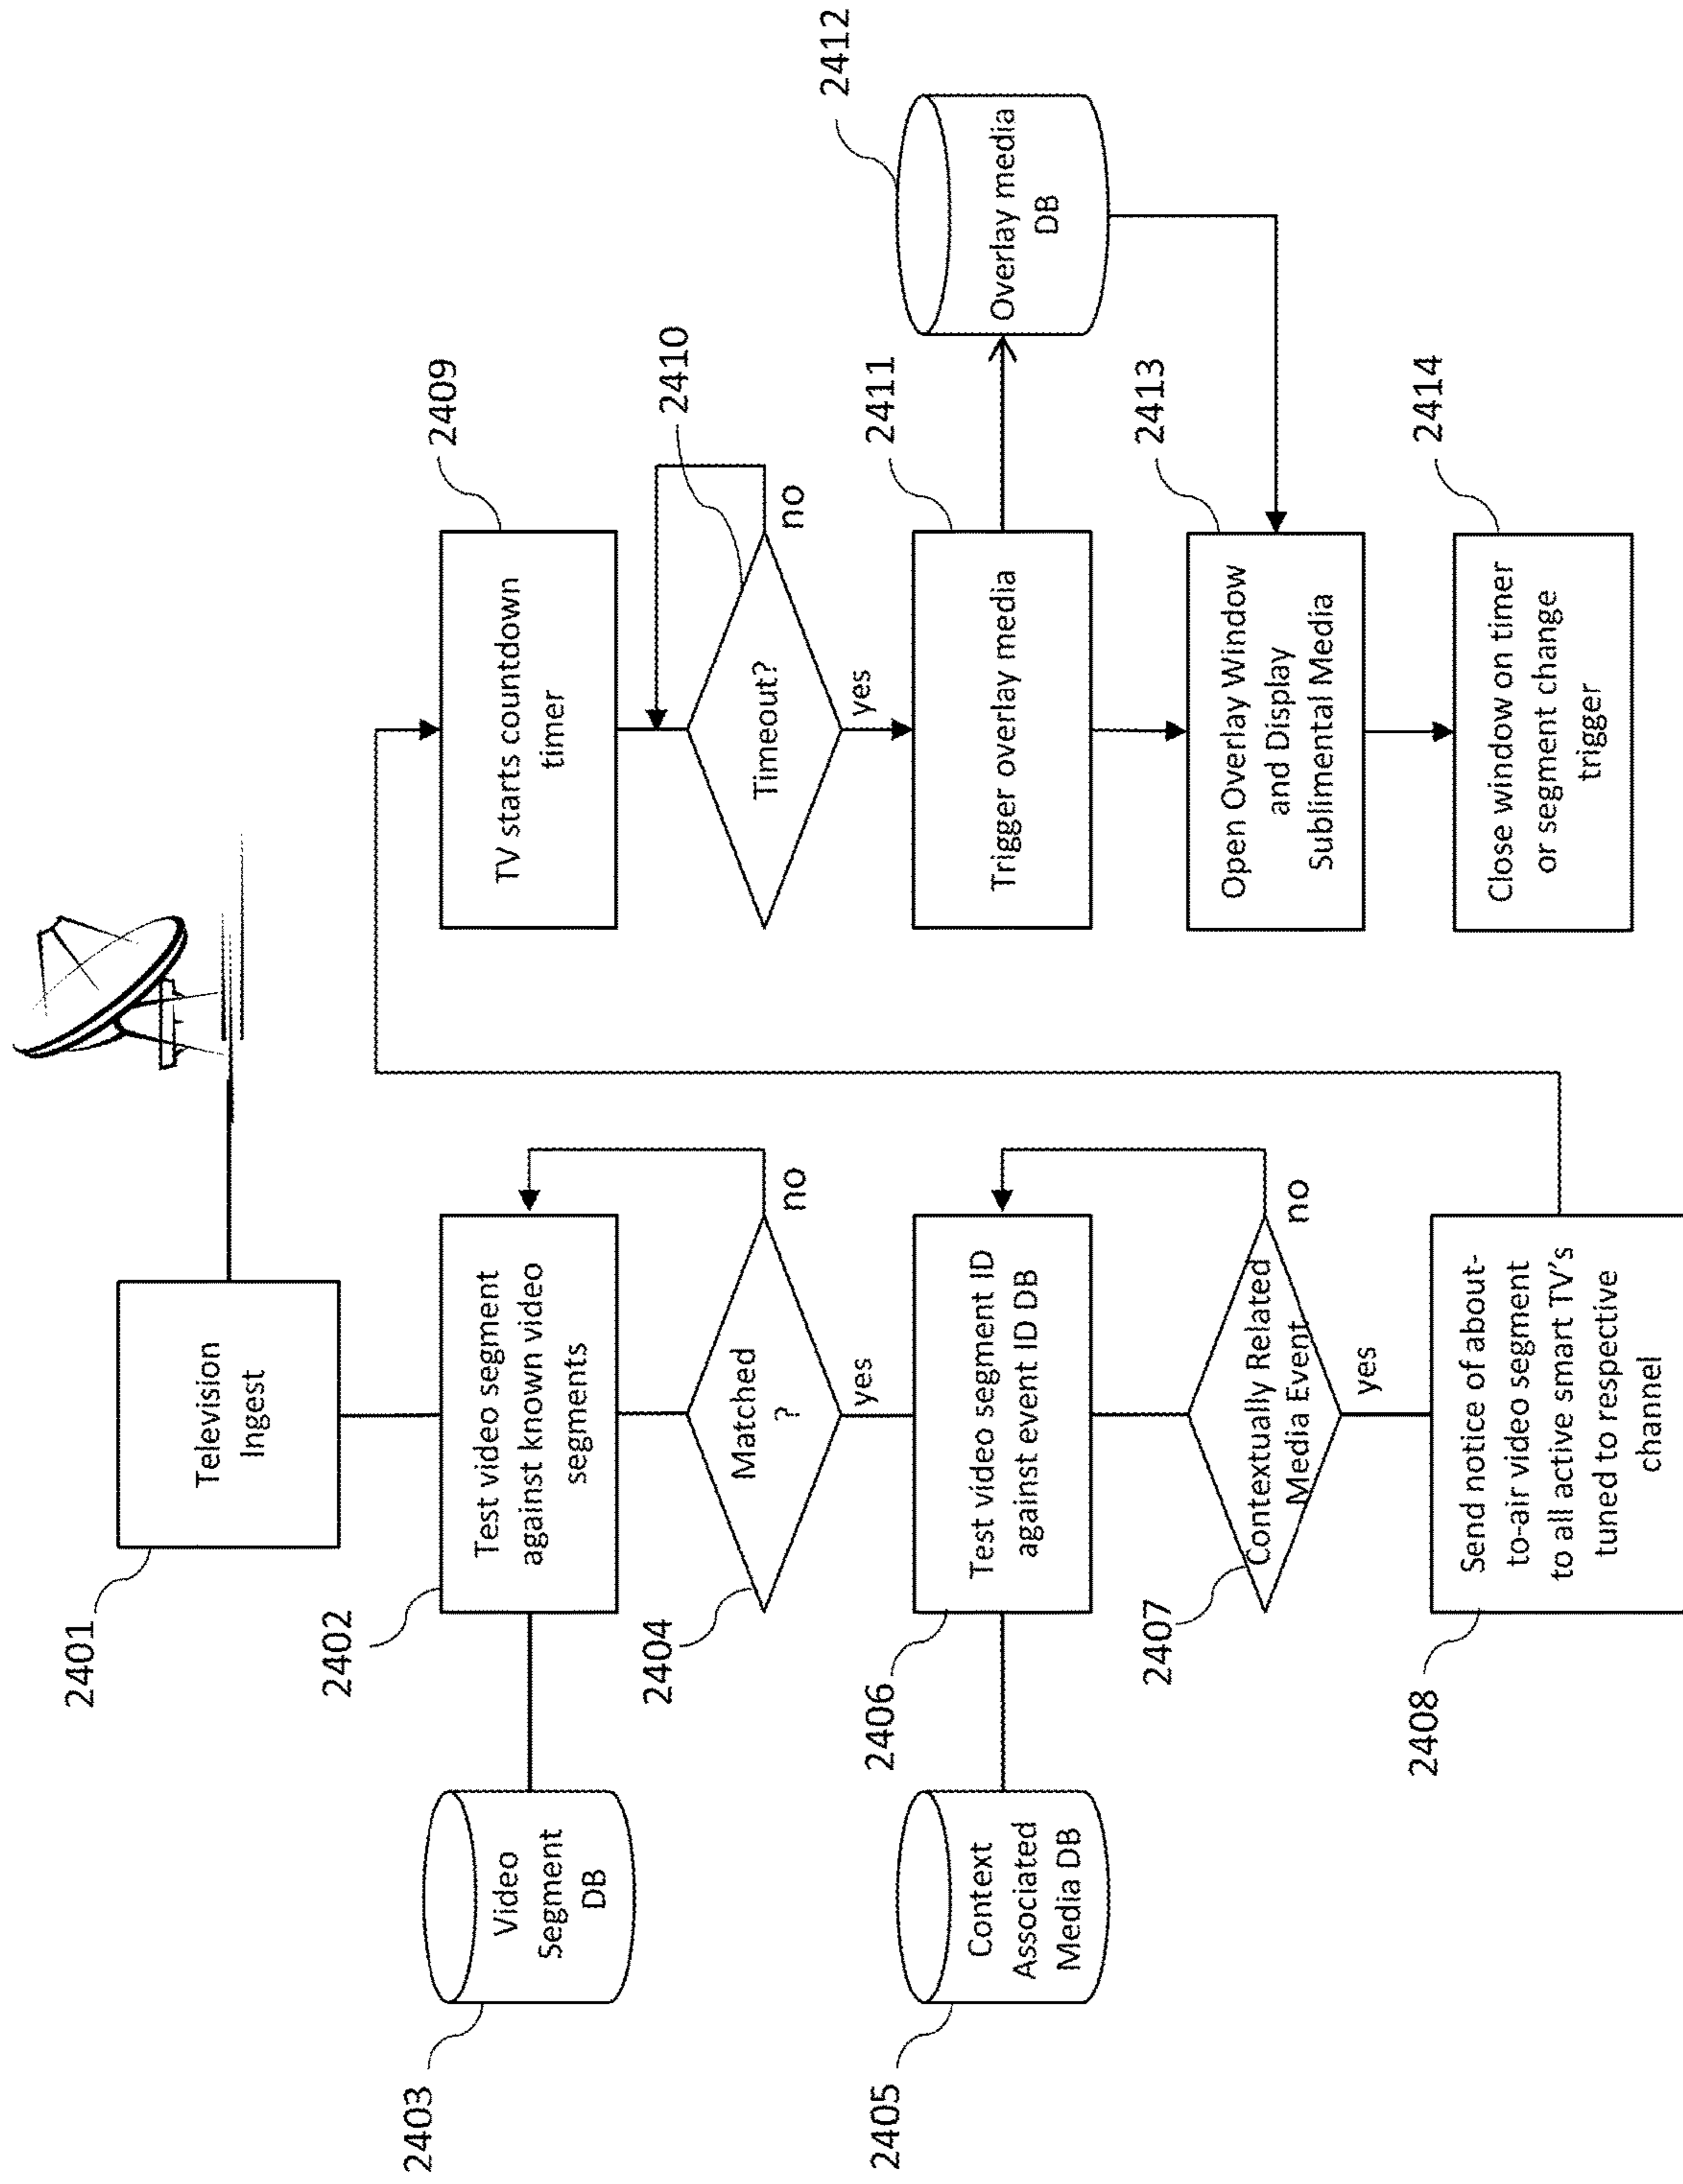 2401
Television
Ingest
2402
Test video segment
against known video
segments
2403
Video
Segment
DB
2404
Matched
?
no
yes
2405
Context
Associated
Media DB
2406
Test video segment ID
against event ID DB
2407
Contextually Related
Media Event
no
yes
2408
Send notice of about-
to-air video segment
to all active smart TV's
tuned to respective
channel
2409
TV starts countdown
timer
2410
Timeout?
no
yes
2411
Trigger overlay media
2412
Overlay media
DB
2413
Open Overlay Window
and Display
Sublimental Media
2414
Close window on timer
or segment change
trigger